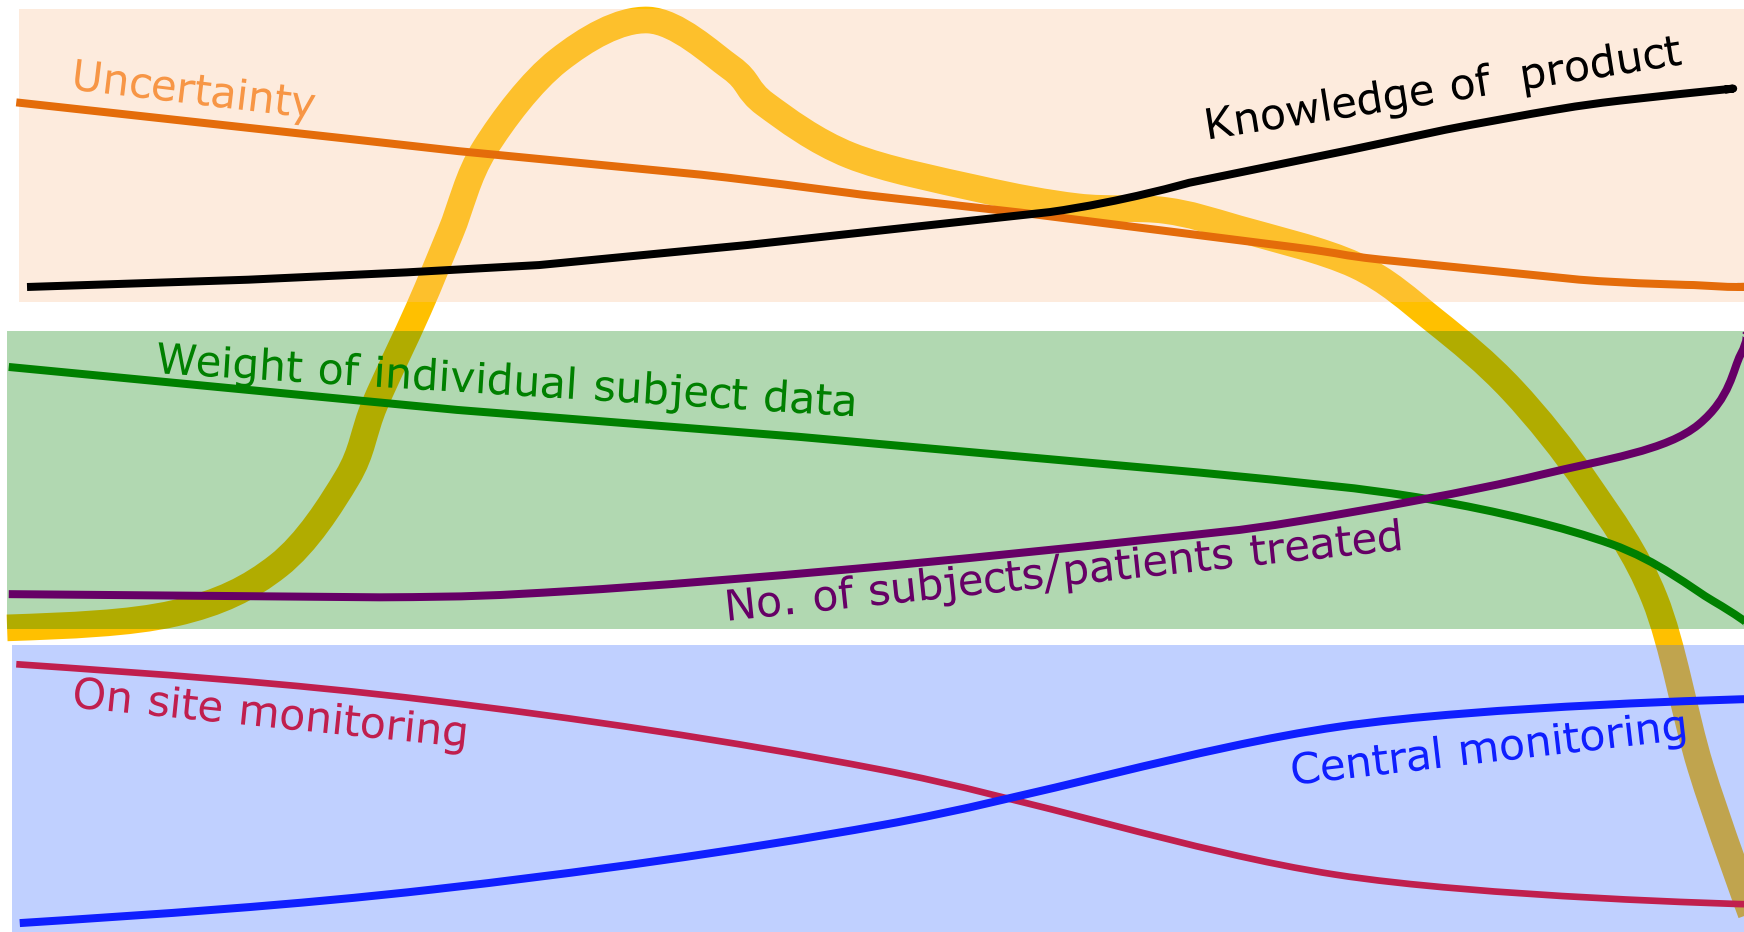 Uncertainty
Knowledge of product
Weight of individual subject data
No. of subjects/patients treated
On site monitoring
Central monitoring